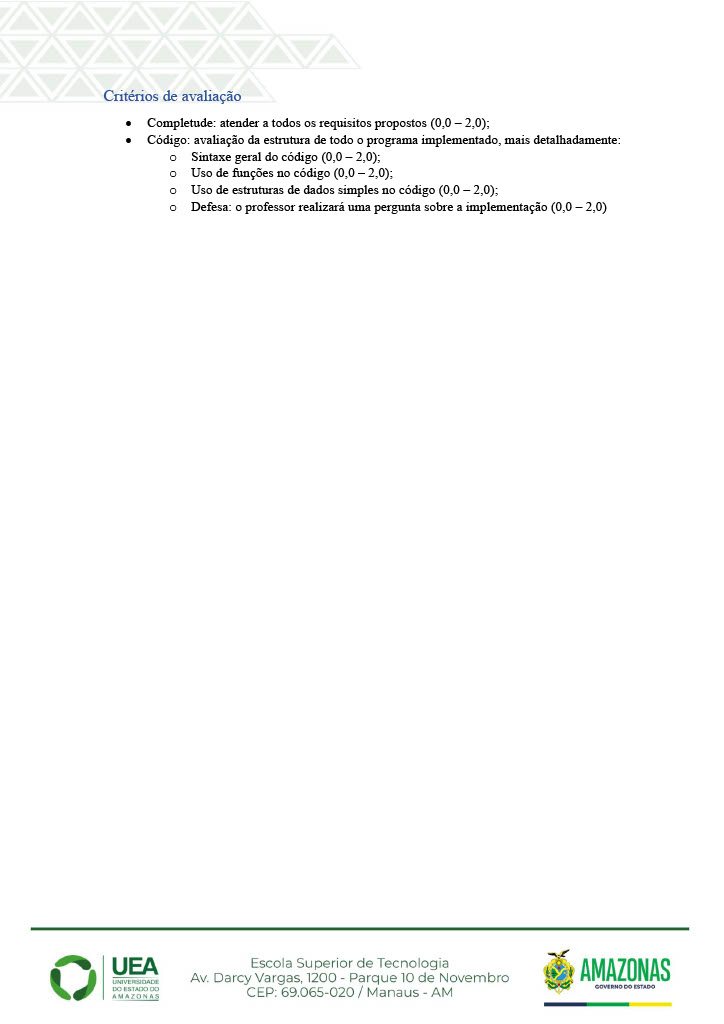 Critérios de avaliação
• Completude: atender a todos os requisitos propostos (0,0 – 2,0);
• Código: avaliação da estrutura de todo o programa implementado, mais detalhadamente:
o Sintaxe geral do código (0,0 – 2,0);
o Uso de funções no código (0,0 – 2,0);
o Uso de estruturas de dados simples no código (0,0 – 2,0);
o Defesa: o professor realizará uma pergunta sobre a implementação (0,0 – 2,0)
UEA
UNIVERSIDADE
DO ESTADO DO
AMAZONAS
Escola Superior de Tecnologia
Av. Darcy Vargas, 1200 - Parque 10 de Novembro
CEP: 69.065-020 / Manaus - AM
AMAZONAS
GOVERNO DO ESTADO